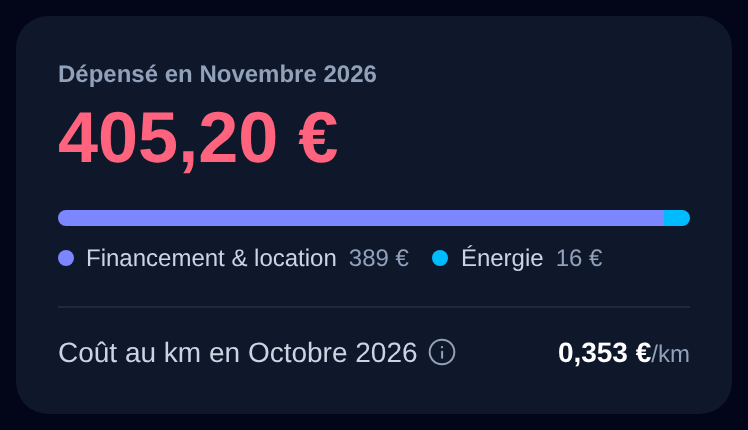 Dépensé en Novembre 2026
405,20 €
Financement & location 389 € Énergie 16 €
Coût au km en Octobre 2026 0,353 €/km